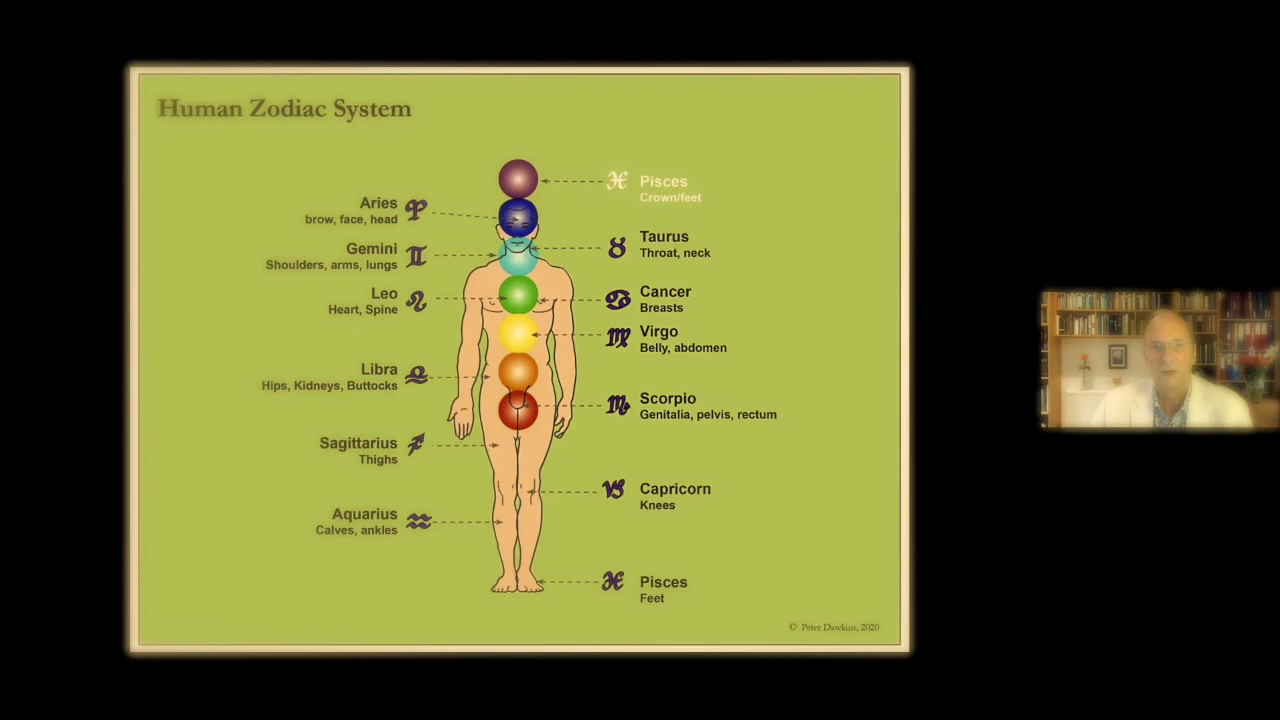 Human Zodiac System
Pisces
Crown/feet
Aries
brow, face, head
Taurus
Throat, neck
Gemini
Shoulders, arms, lungs
Leo
Heart, Spine
Cancer
Breasts
Virgo
Belly, abdomen
Libra
Hips, Kidneys, Buttocks
Scorpio
Genitalia, pelvis, rectum
Sagittarius
Thighs
Capricorn
Knees
Aquarius
Calves, ankles
Pisces
Feet
© Peter Dawkins, 2020